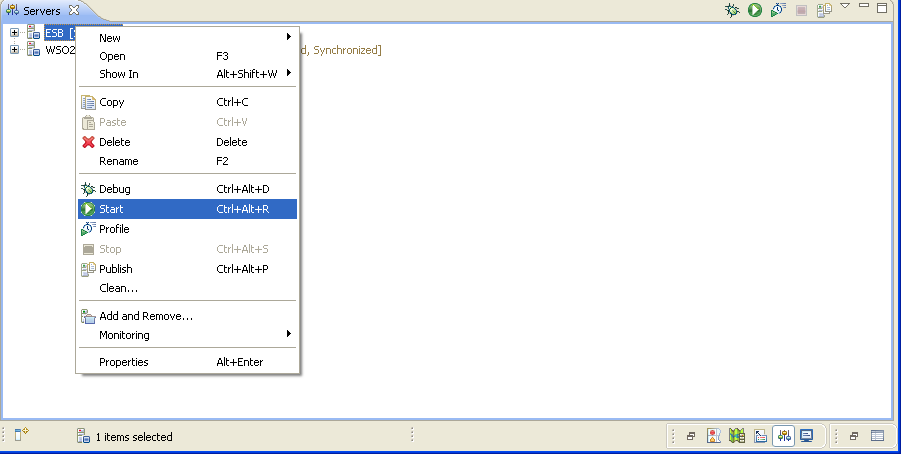 Servers
ESB [
WSO2
d, Synchronized]
New
Open F3
Show In Alt+Shift+W
Copy Ctrl+C
Paste Ctrl+V
Delete Delete
Rename F2
Debug Ctrl+Alt+D
Start Ctrl+Alt+R
Profile
Stop Ctrl+Alt+S
Publish Ctrl+Alt+P
Clean...
Add and Remove...
Monitoring
Properties Alt+Enter
1 items selected